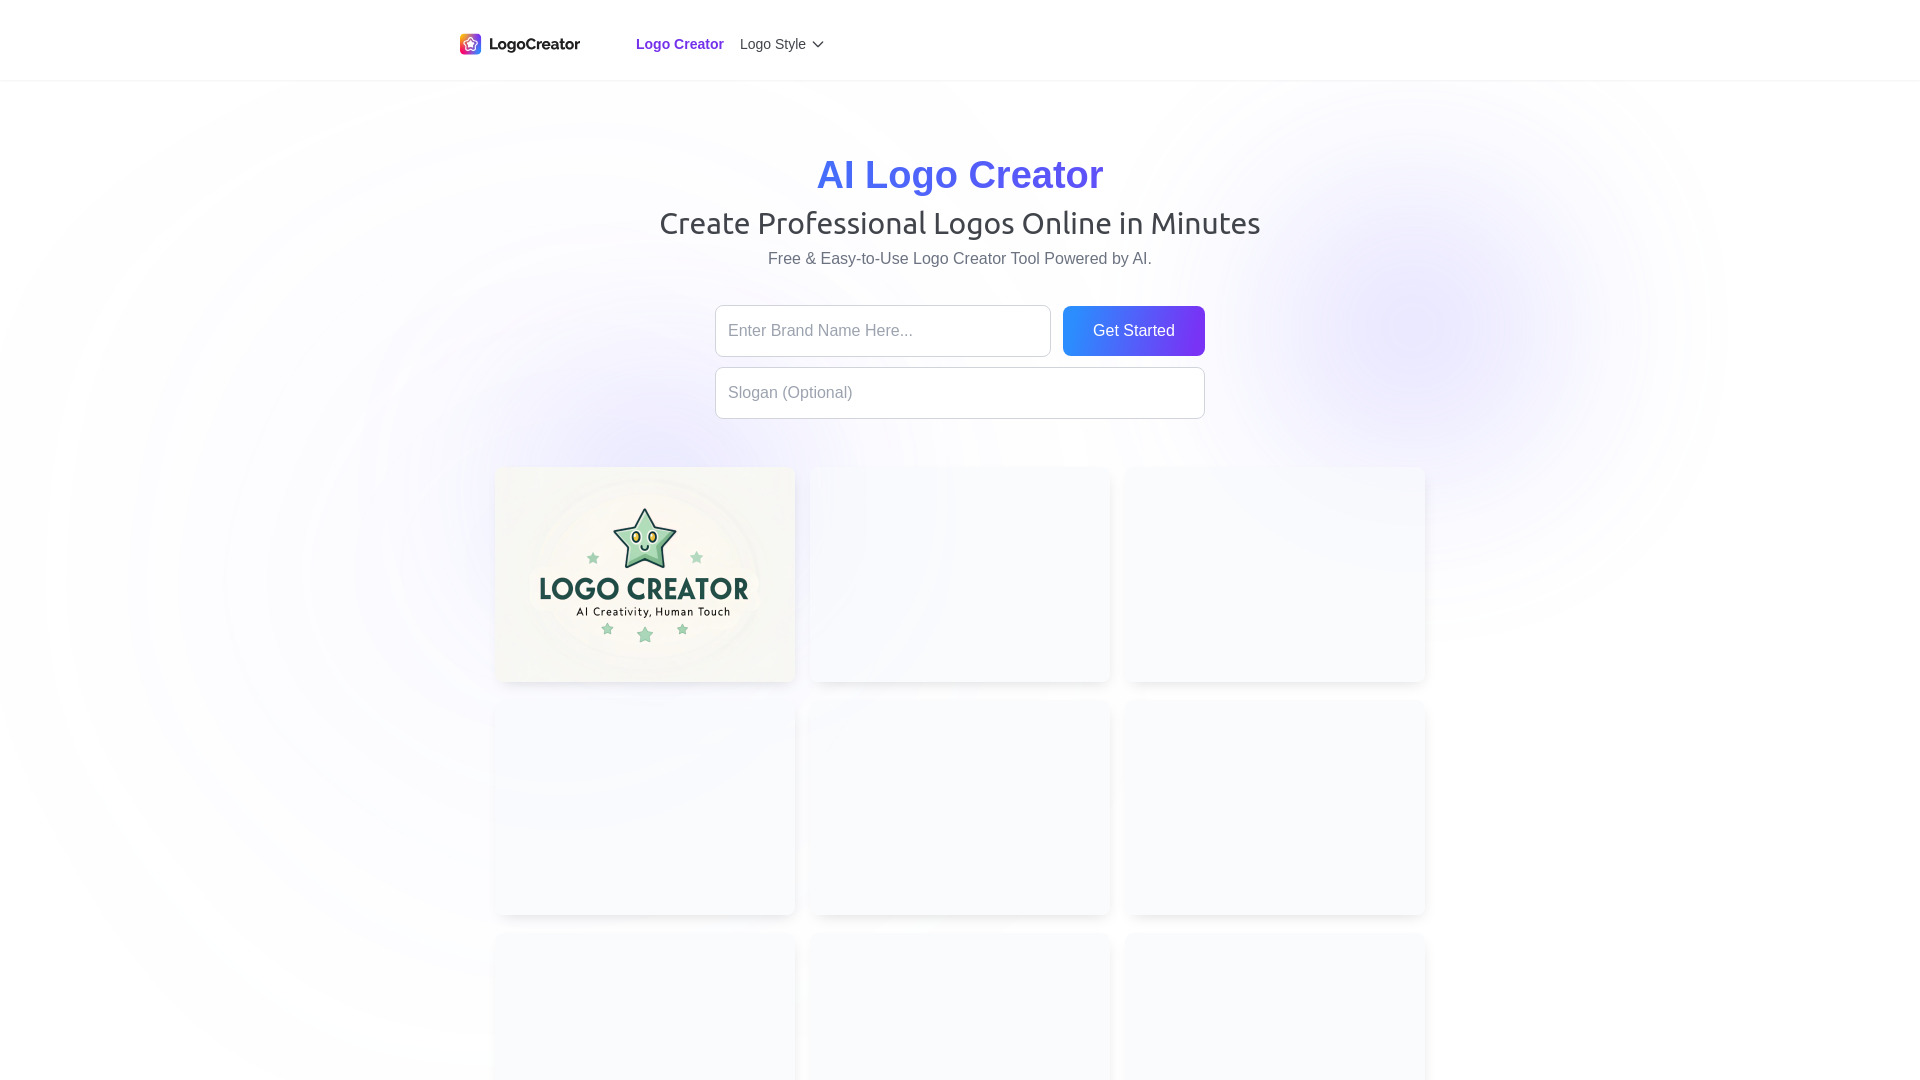 LogoCreator
Logo Creator
Logo Style
AI Logo Creator
Create Professional Logos Online in Minutes
Free & Easy-to-Use Logo Creator Tool Powered by AI.
Enter Brand Name Here...
Get Started
Slogan (Optional)
LOGO CREATOR
AI Creativity, Human Touch